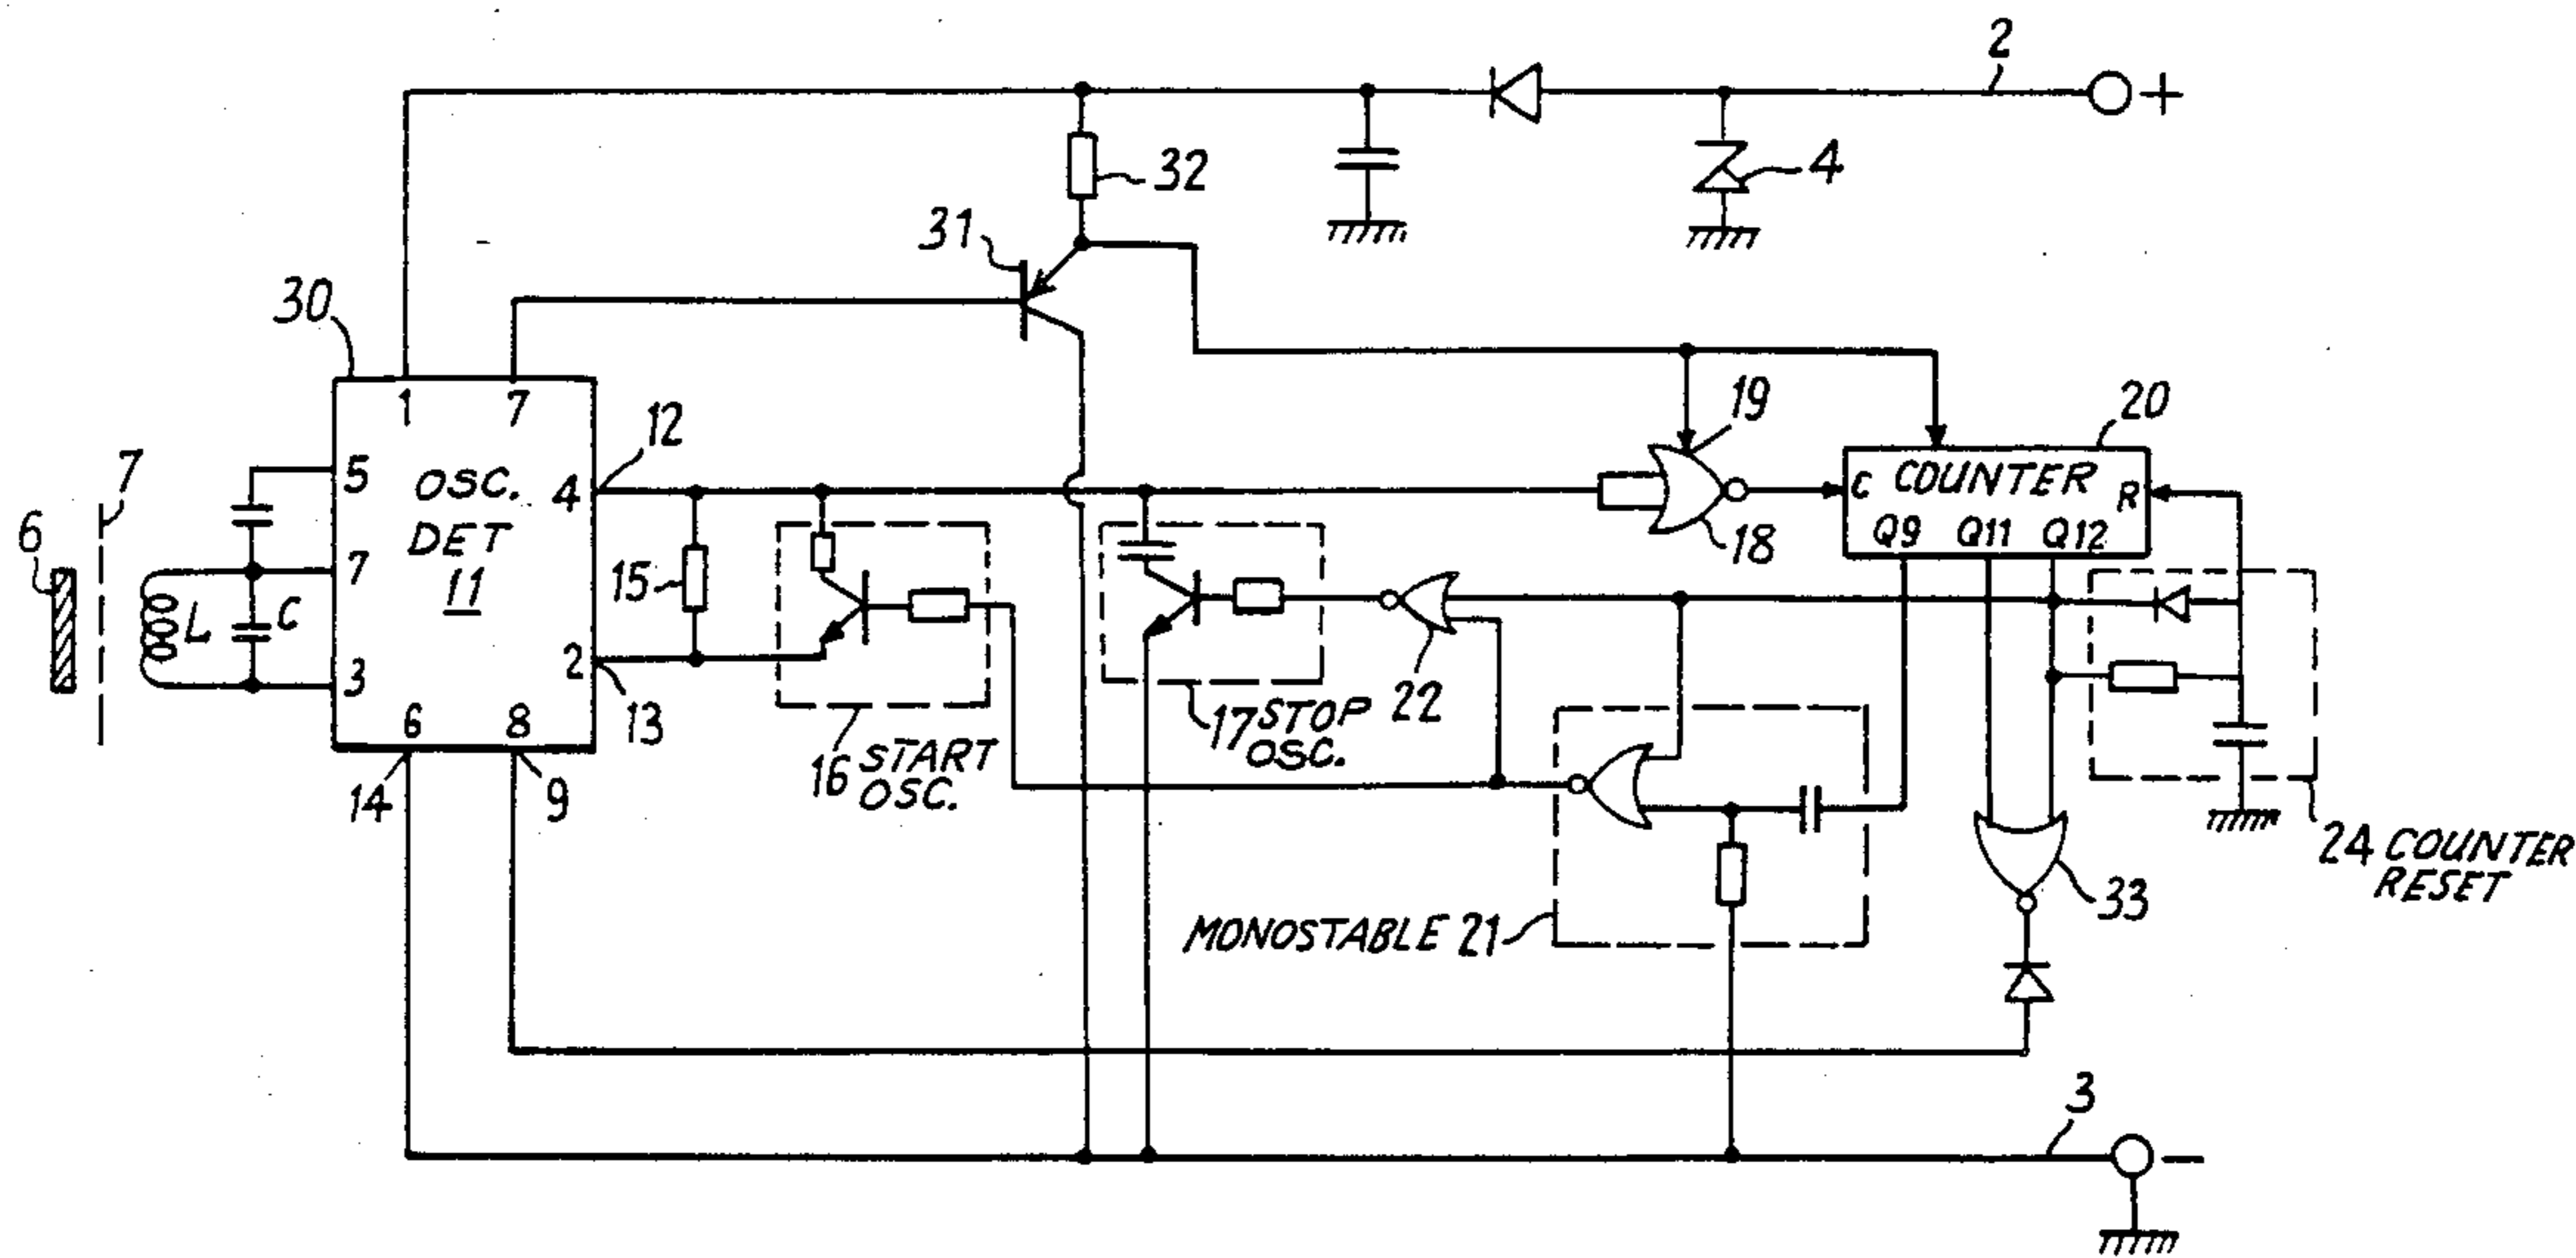 2
+
4
32
31
30
1
7
19
20
12
5
OSC.
4
C
COUNTER
R
7
Q9
Q11
Q12
6
DET
18
7
11
15
L
C
2
3
22
13
17 STOP
OSC.
6
8
16 START
OSC.
14
9
24 COUNTER
RESET
33
MONOSTABLE 21
3
-